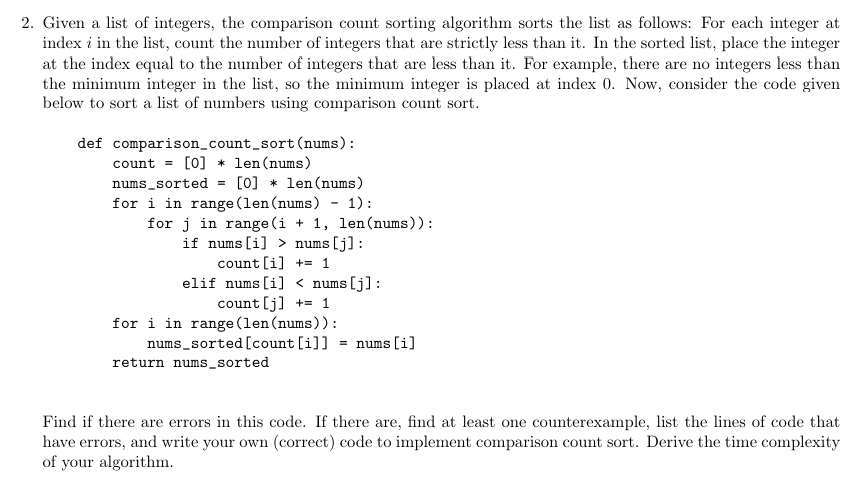 2. Given a list of integers, the comparison count sorting algorithm sorts the list as follows: For each integer at
index i in the list, count the number of integers that are strictly less than it. In the sorted list, place the integer
at the index equal to the number of integers that are less than it. For example, there are no integers less than
the minimum integer in the list, so the minimum integer is placed at index 0. Now, consider the code given
below to sort a list of numbers using comparison count sort.
def comparison_count_sort(nums):
    count = [0] * len(nums)
    nums_sorted = [0] * len(nums)
    for i in range(len(nums) - 1):
        for j in range(i + 1, len(nums)):
            if nums[i] > nums[j]:
                count[i] += 1
            elif nums[i] < nums[j]:
                count[j] += 1
    for i in range(len(nums)):
        nums_sorted[count[i]] = nums[i]
    return nums_sorted
Find if there are errors in this code. If there are, find at least one counterexample, list the lines of code that
have errors, and write your own (correct) code to implement comparison count sort. Derive the time complexity
of your algorithm.